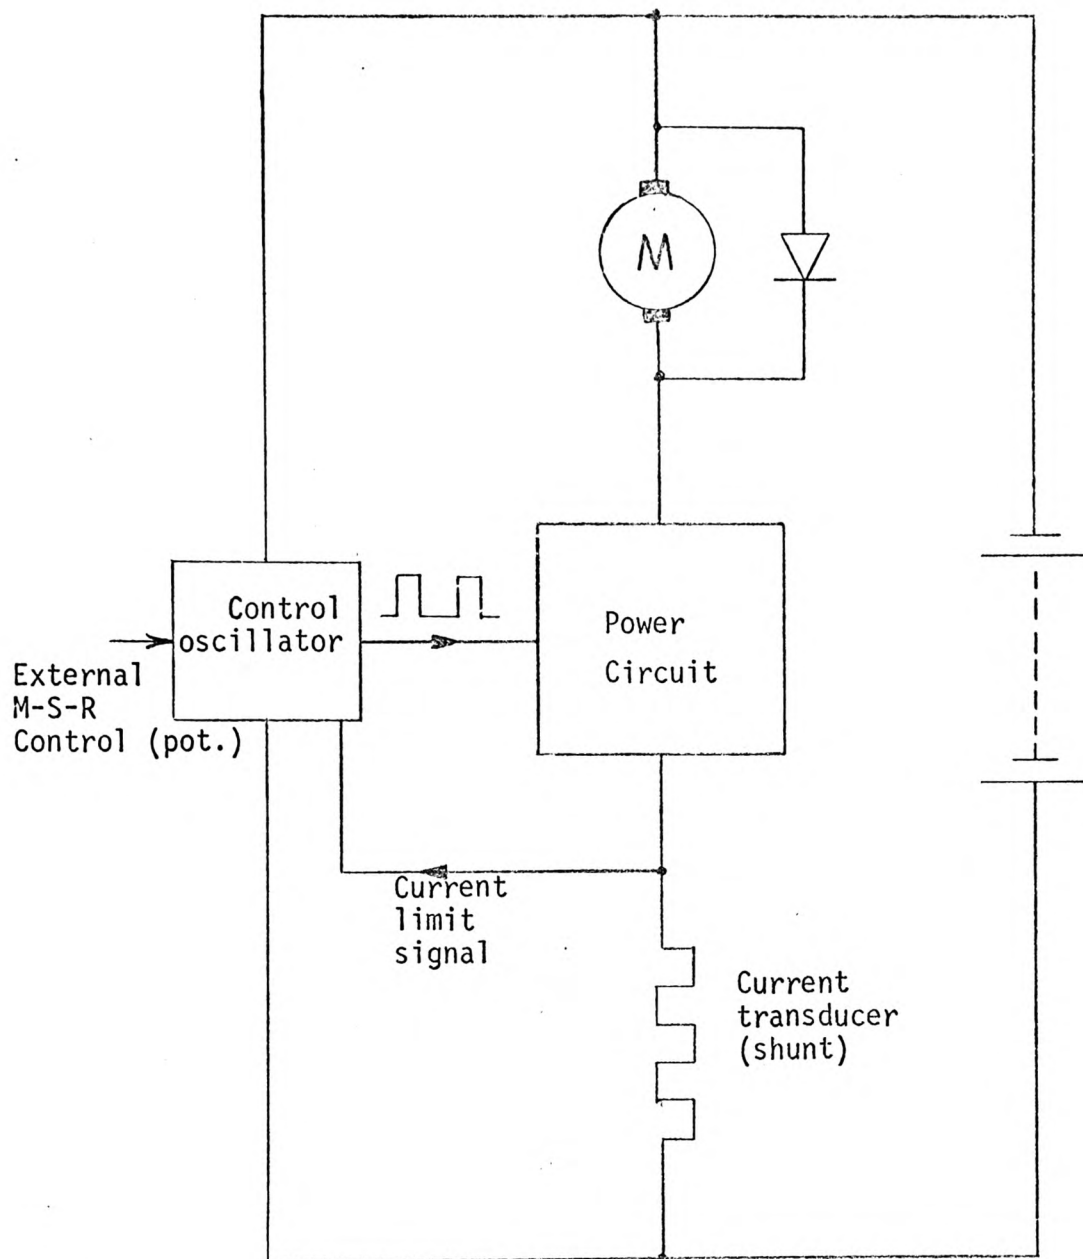 M
Control
oscillator
External
M-S-R
Control (pot.)
Power
Circuit
Current
limit
signal
Current
transducer
(shunt)